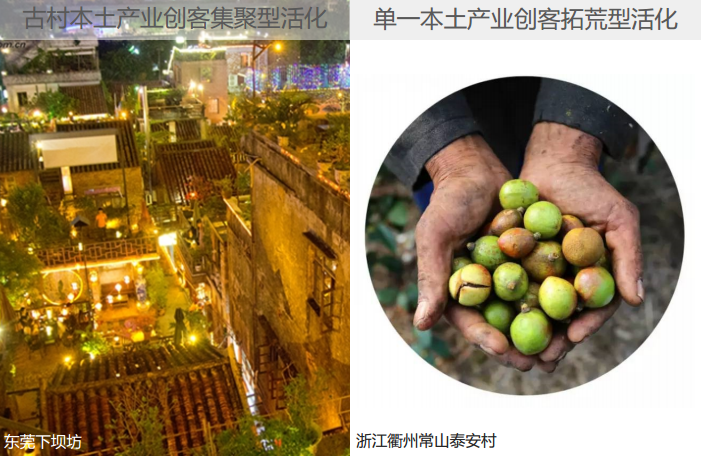 古村本土产业创客集聚型活化
单一本土产业创客拓荒型活化
om.cn
东莞下坝坊
浙江衢州常山泰安村